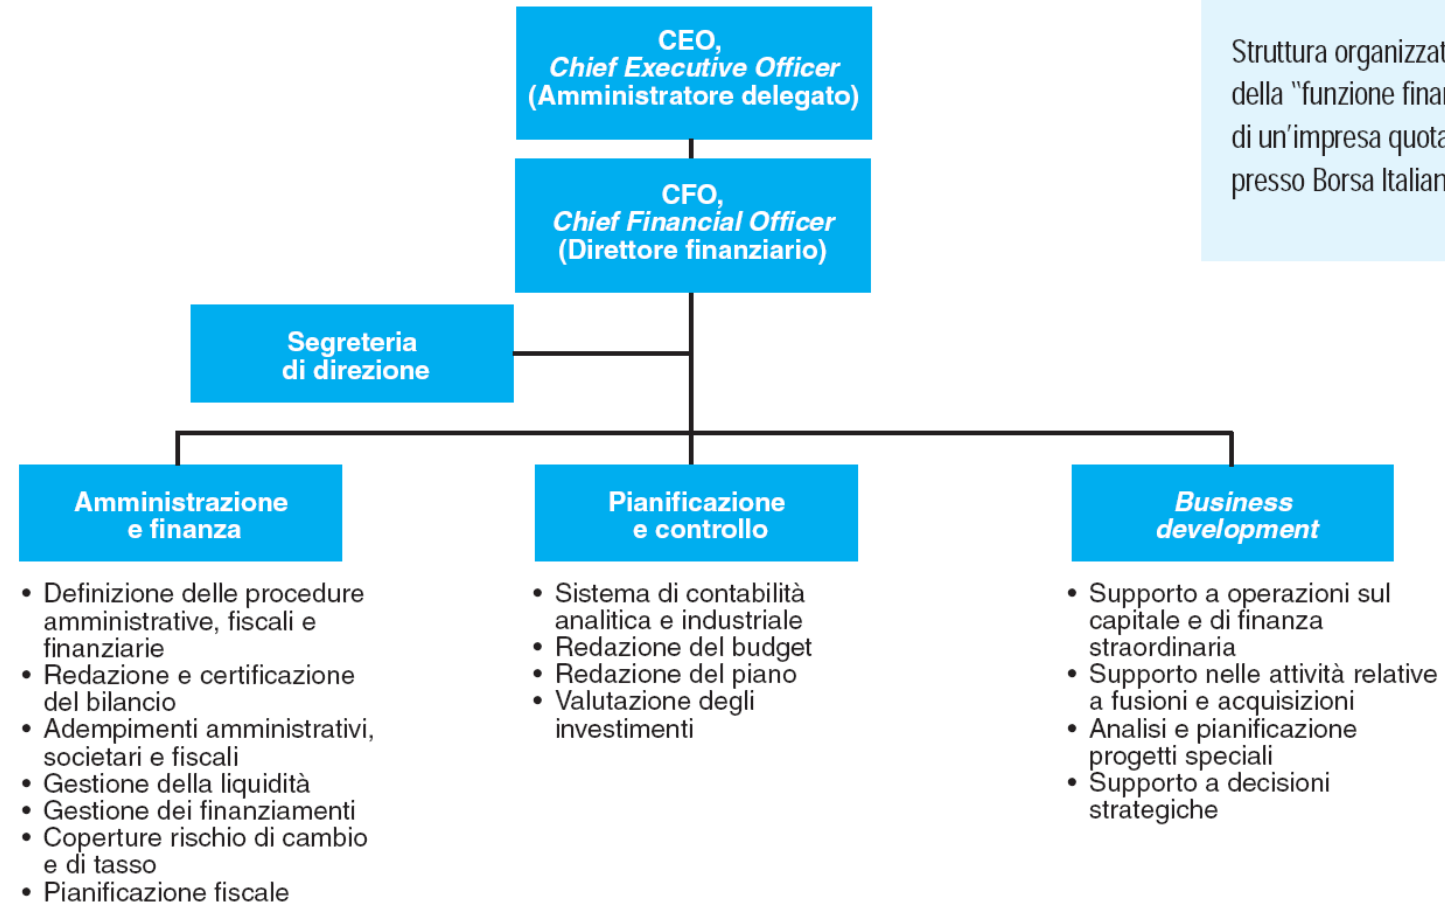 CEO,
Chief Executive Officer
(Amministratore delegato)
Struttura organizzat
della “funzione finar
di un’impresa quota
presso Borsa Italian
CFO,
Chief Financial Officer
(Direttore finanziario)
Segreteria
di direzione
Amministrazione
e finanza
• Definizione delle procedure
amministrative, fiscali e
finanziarie
• Redazione e certificazione
del bilancio
• Adempimenti amministrativi,
societari e fiscali
• Gestione della liquidità
• Gestione dei finanziamenti
• Coperture rischio di cambio
e di tasso
• Pianificazione fiscale
Pianificazione
e controllo
• Sistema di contabilità
analitica e industriale
• Redazione del budget
• Redazione del piano
• Valutazione degli
investimenti
Business
development
• Supporto a operazioni sul
capitale e di finanza
straordinaria
• Supporto nelle attività relative
a fusioni e acquisizioni
• Analisi e pianificazione
progetti speciali
• Supporto a decisioni
strategiche